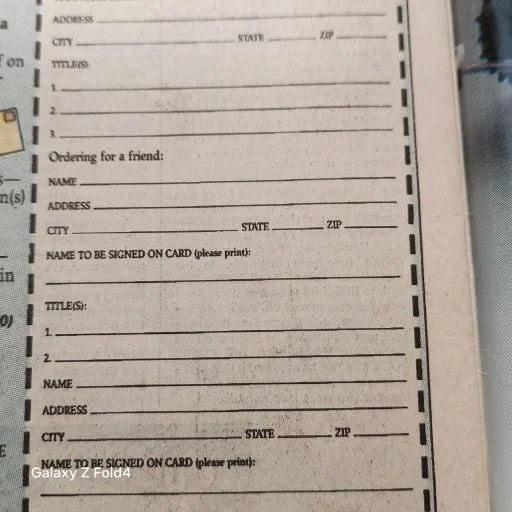 a
ADDRESS
CITY STATE ZIP
f on
TITLE(S)
1.
2.
3.
Ordering for a friend:
NAME
n(s)
ADDRESS
CITY STATE ZIP
NAME TO BE SIGNED ON CARD (please print):
in
TITLE(S):
0)
1.
2.
NAME
ADDRESS
CITY STATE ZIP
E
NAME TO BE SIGNED ON CARD (please print):
Galaxy Z Fold4